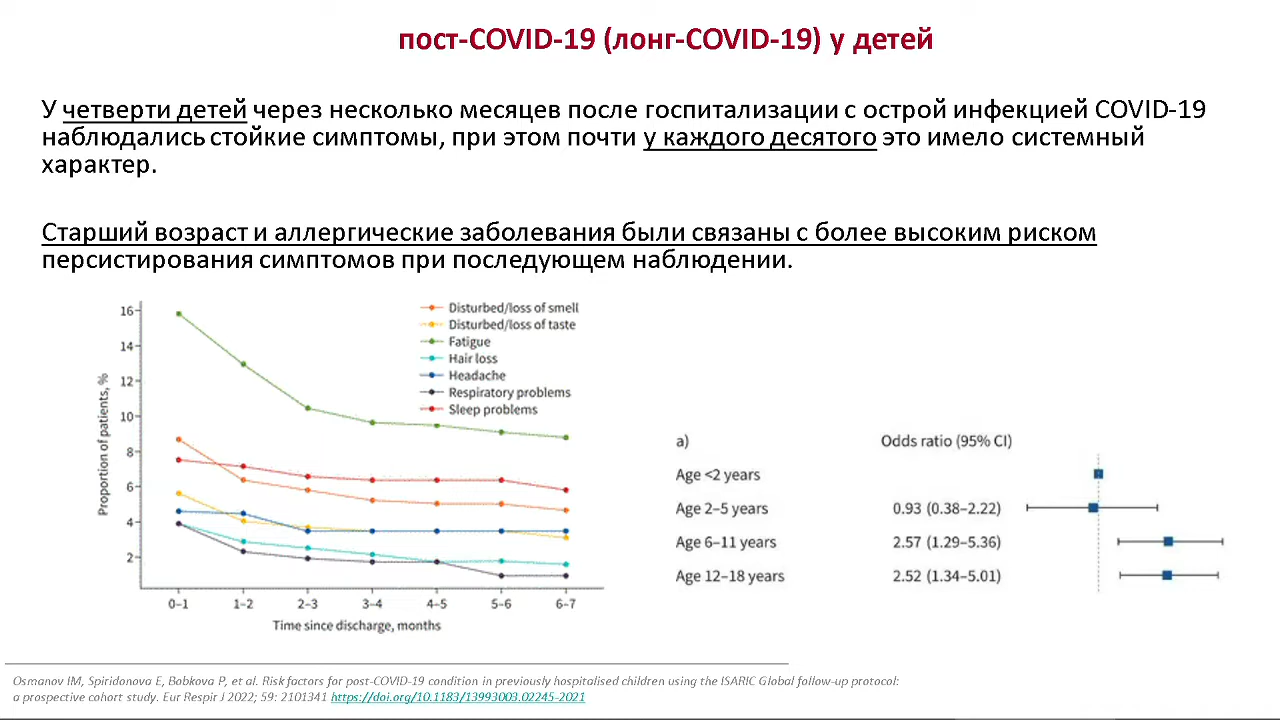 пост-COVID-19 (лонг-COVID-19) у детей
У четверти детей через несколько месяцев после госпитализации с острой инфекцией COVID-19
наблюдались стойкие симптомы, при этом почти у каждого десятого это имело системный
характер.
Старший возраст и аллергические заболевания были связаны с более высоким риском
персистирования симптомов при последующем наблюдении.
Proportion of patients, %
16
14
12
10
8
6
4
2
Disturbed/loss of smell
Disturbed/loss of taste
Fatigue
Hair loss
Headache
Respiratory problems
Sleep problems
0–1 1–2 2–3 3–4 4–5 5–6 6–7
Time since discharge, months
a) Odds ratio (95% CI)
Age <2 years
Age 2–5 years 0.93 (0.38–2.22)
Age 6–11 years 2.57 (1.29–5.36)
Age 12–18 years 2.52 (1.34–5.01)
Osmanov IM, Spiridonova E, Bobkova P, et al. Risk factors for post-COVID-19 condition in previously hospitalised children using the ISARIC Global follow-up protocol:
a prospective cohort study. Eur Respir J 2022; 59: 2101341 https://doi.org/10.1183/13993003.02245-2021